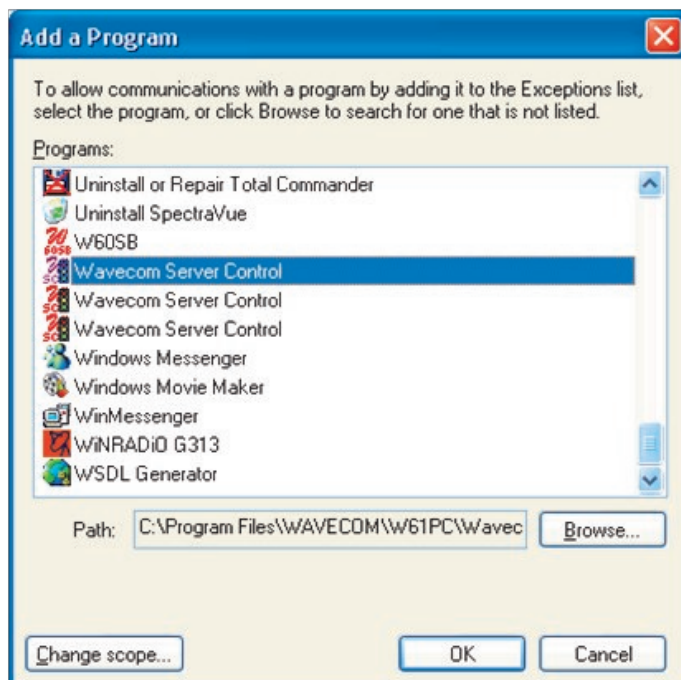 Add a Program
To allow communications with a program by adding it to the Exceptions list,
select the program, or click Browse to search for one that is not listed.
Programs:
Uninstall or Repair Total Commander
Uninstall SpectraVue
W60SB
Wavecom Server Control
Wavecom Server Control
Wavecom Server Control
Windows Messenger
Windows Movie Maker
WinMessenger
WiNRADiO G313
WSDL Generator
Path: C:\Program Files\WAVECOM\W61PC\Wavec Browse...
Change scope... OK Cancel